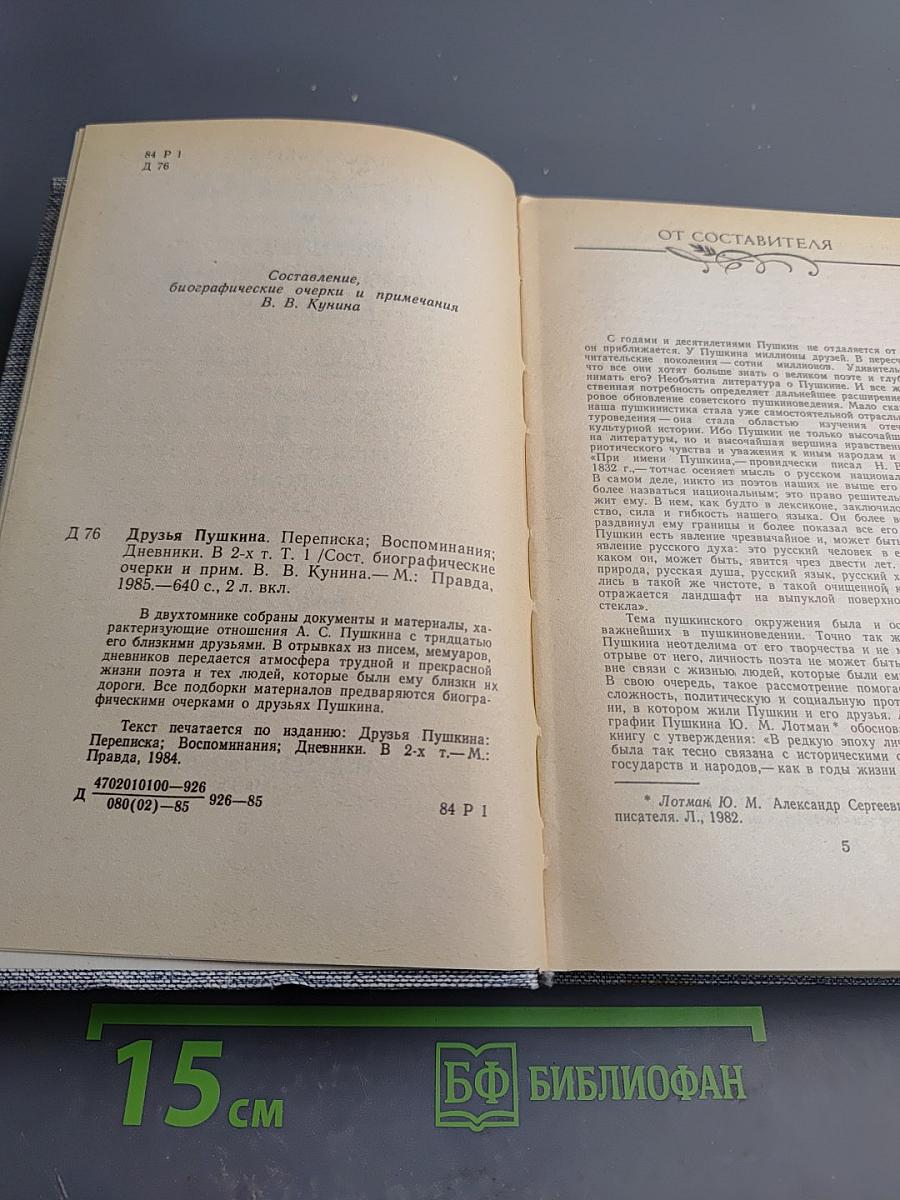 84 Р 1
Д 76
Составление,
биографические очерки и примечания
В. В. Кунина
Д 76 Друзья Пушкина. Переписка; Воспоминания;
Дневники. В 2-х т. Т. 1 /Сост. биографические
очерки и прим. В. В. Кунина.— М.: Правда,
1985.—640 с., 2 л. вкл.
В двухтомнике собраны документы и материалы, ха-
рактеризующие отношения А. С. Пушкина с тридцатью
его близкими друзьями. В отрывках из писем, мемуаров,
дневников передается атмосфера трудной и прекрасной
жизни поэта и тех людей, которые были ему близки их
дороги. Все подборки материалов предваряются биогра-
фическими очерками о друзьях Пушкина.
Текст печатается по изданию: Друзья Пушкина:
Переписка; Воспоминания; Дневники. В 2-х т.—М.:
Правда, 1984.
Д 4702010100—926
080(02)—85 926—85
84 Р 1
ОТ СОСТАВИТЕЛЯ
С годами и десятилетиями Пушкин не отдаляется от
он приближается. У Пушкина миллионы друзей. В пересч
читательские поколения — сотни миллионов. Удивитель
что все они хотят больше знать о великом поэте и глуб
нимать его? Необъятна литература о Пушкине. И все ж
ственная потребность определяет дальнейшее расширение
ровое обновление советского пушкиноведения. Мало ска
наша пушкинистика стала уже самостоятельной отрасль
туроведения — она стала областью изучения отеч
культурной истории. Ибо Пушкин не только высочайш
на литературы, но и высочайшая вершина нравствен
риотического чувства и уважения к иным народам и
«При имени Пушкина,— провидчески писал Н. В
1832 г.,— тотчас осеняет мысль о русском национал
В самом деле, никто из поэтов наших не выше его
более назваться национальным; это право решитель
жит ему. В нем, как будто в лексиконе, заключило
ство, сила и гибкость нашего языка. Он более вс
раздвинул ему границы и более показал все его
Пушкин есть явление чрезвычайное и, может быть
явление русского духа: это русский человек в е
каком он, может быть, явится чрез двести лет.
природа, русская душа, русский язык, русский х
лись в такой же чистоте, в такой очищенной к
отражается ландшафт на выпуклой поверхно
стекла».
Тема пушкинского окружения была и ос
важнейших в пушкиноведении. Точно так ж
Пушкина неотделима от его творчества и не м
отрыве от него, личность поэта не может быть
вне связи с жизнью, людей, которые были ем
В свою очередь, такое рассмотрение помога
сложность, политическую и социальную прот
ни, в котором жили Пушкин и его друзья.
графии Пушкина Ю. М. Лотман * обоснова
книгу с утверждения: «В редкую эпоху лич
была так тесно связана с историческими с
государств и народов,— как в годы жизни
* Лотман Ю. М. Александр Сергееви
писателя. Л., 1982.
5
15 см
БФ БИБЛИОФАН